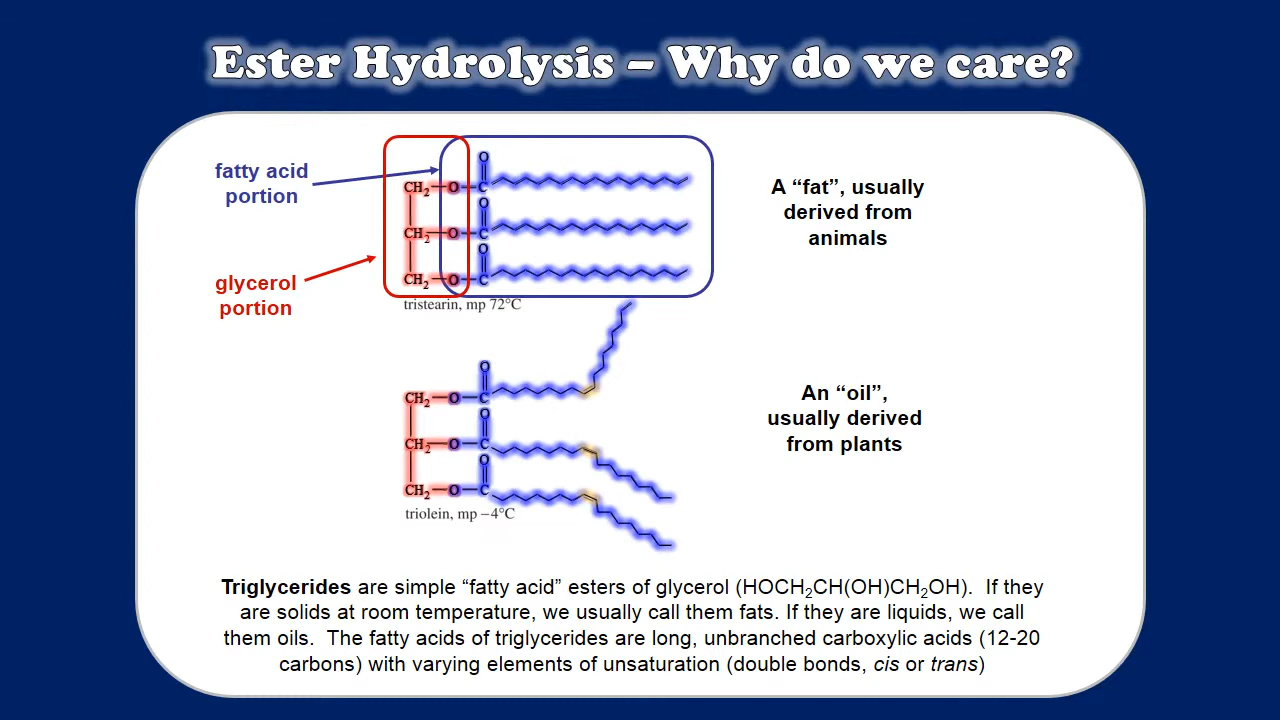 Ester Hydrolysis – Why do we care?
fatty acid
portion
glycerol
portion
O
CH₂ O C
O
CH₂ O C
O
CH₂ O C
tristearin, mp 72°C
A “fat”, usually
derived from
animals
O
CH₂ O C
O
CH₂ O C
O
CH₂ O C
triolein, mp −4°C
An “oil”,
usually derived
from plants
Triglycerides are simple “fatty acid” esters of glycerol (HOCH₂CH(OH)CH₂OH). If they
are solids at room temperature, we usually call them fats. If they are liquids, we call
them oils. The fatty acids of triglycerides are long, unbranched carboxylic acids (12-20
carbons) with varying elements of unsaturation (double bonds, cis or trans)